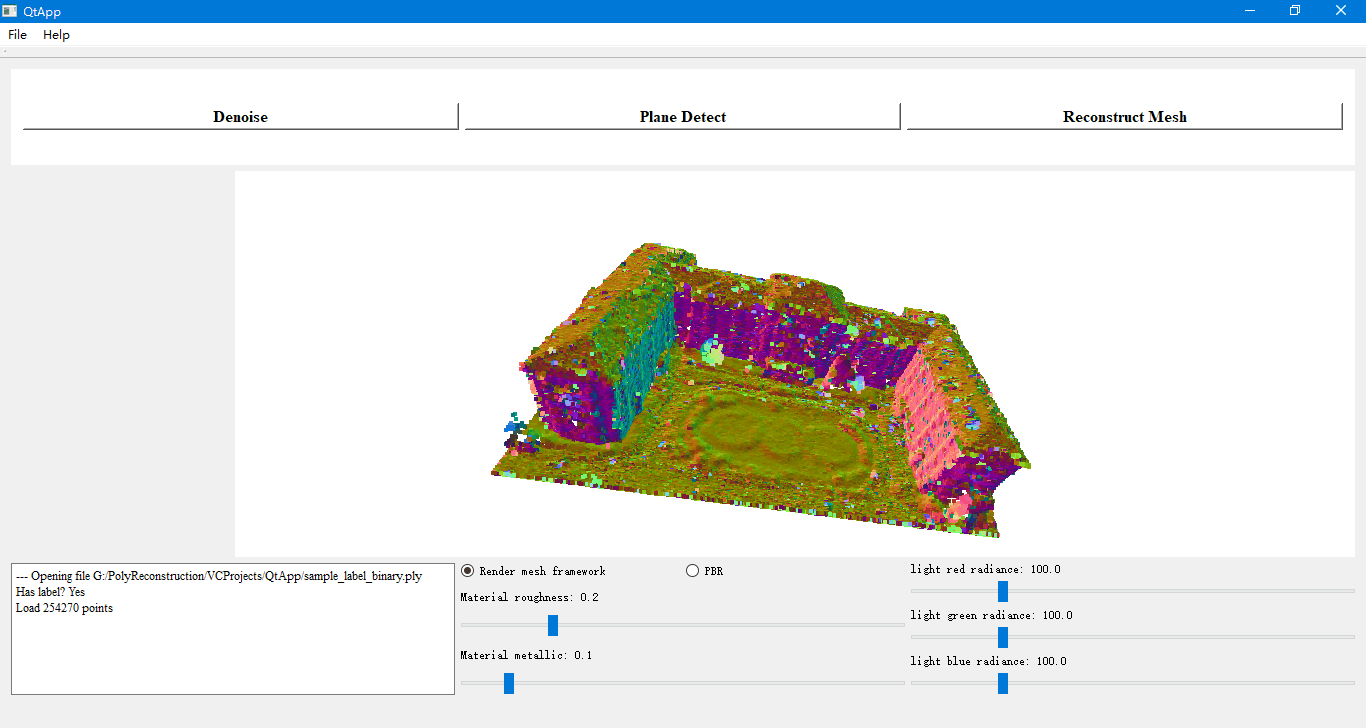 QtApp
File Help
Denoise Plane Detect Reconstruct Mesh
--- Opening file G:/PolyReconstruction/VCProjects/QtApp/sample_label_binary.ply
Has label? Yes
Load 254270 points
Render mesh framework PBR
Material roughness: 0.2
Material metallic: 0.1
light red radiance: 100.0
light green radiance: 100.0
light blue radiance: 100.0